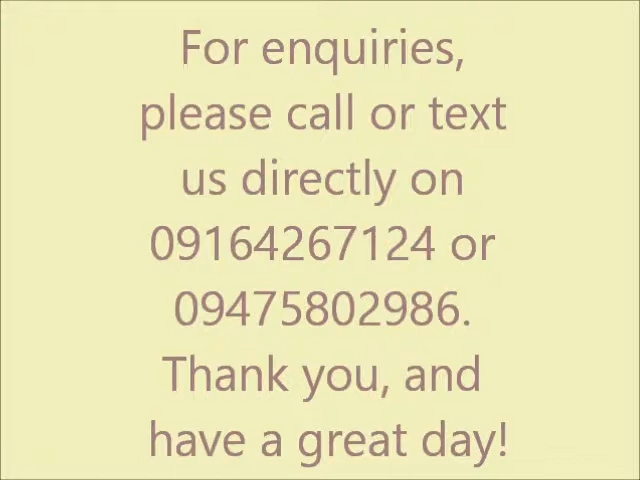 For enquiries,
please call or text
us directly on
09164267124 or
09475802986.
Thank you, and
have a great day!